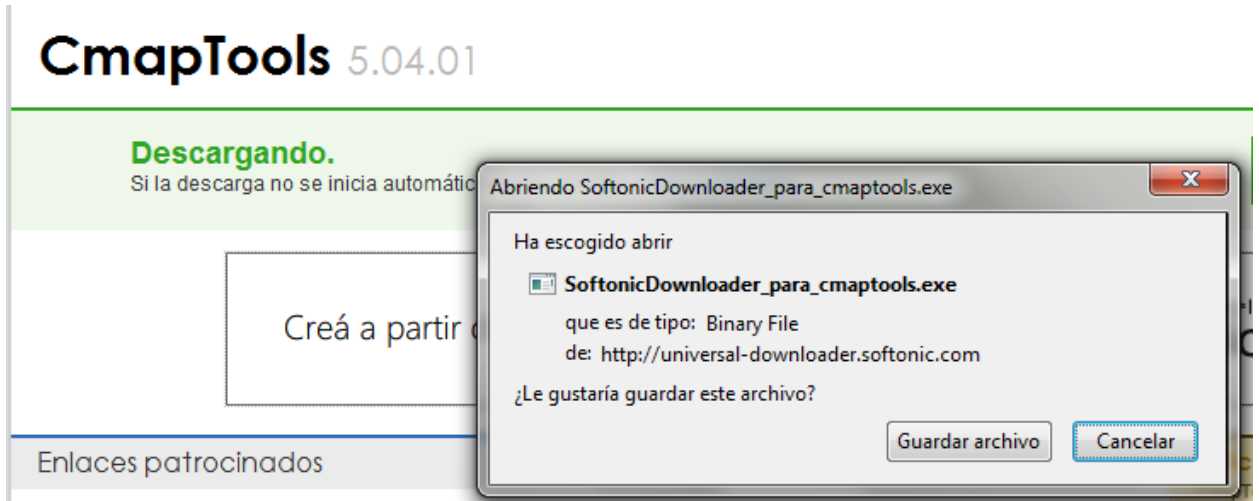 CmapTools 5.04.01
Descargando.
Si la descarga no se inicia automátic
Abriendo SoftonicDownloader_para_cmaptools.exe
Ha escogido abrir
SoftonicDownloader_para_cmaptools.exe
que es de tipo: Binary File
de: http://universal-downloader.softonic.com
¿Le gustaría guardar este archivo?
Guardar archivo
Cancelar
Creá a partir
Enlaces patrocinados